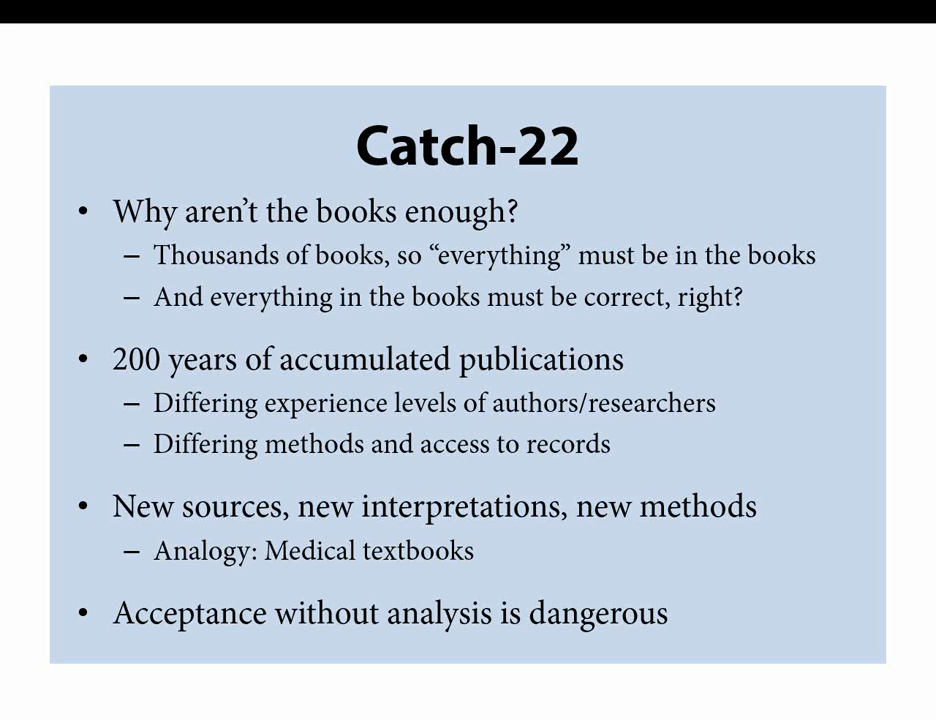 Catch-22
• Why aren’t the books enough?
– Thousands of books, so “everything” must be in the books
– And everything in the books must be correct, right?
• 200 years of accumulated publications
– Differing experience levels of authors/researchers
– Differing methods and access to records
• New sources, new interpretations, new methods
– Analogy: Medical textbooks
• Acceptance without analysis is dangerous